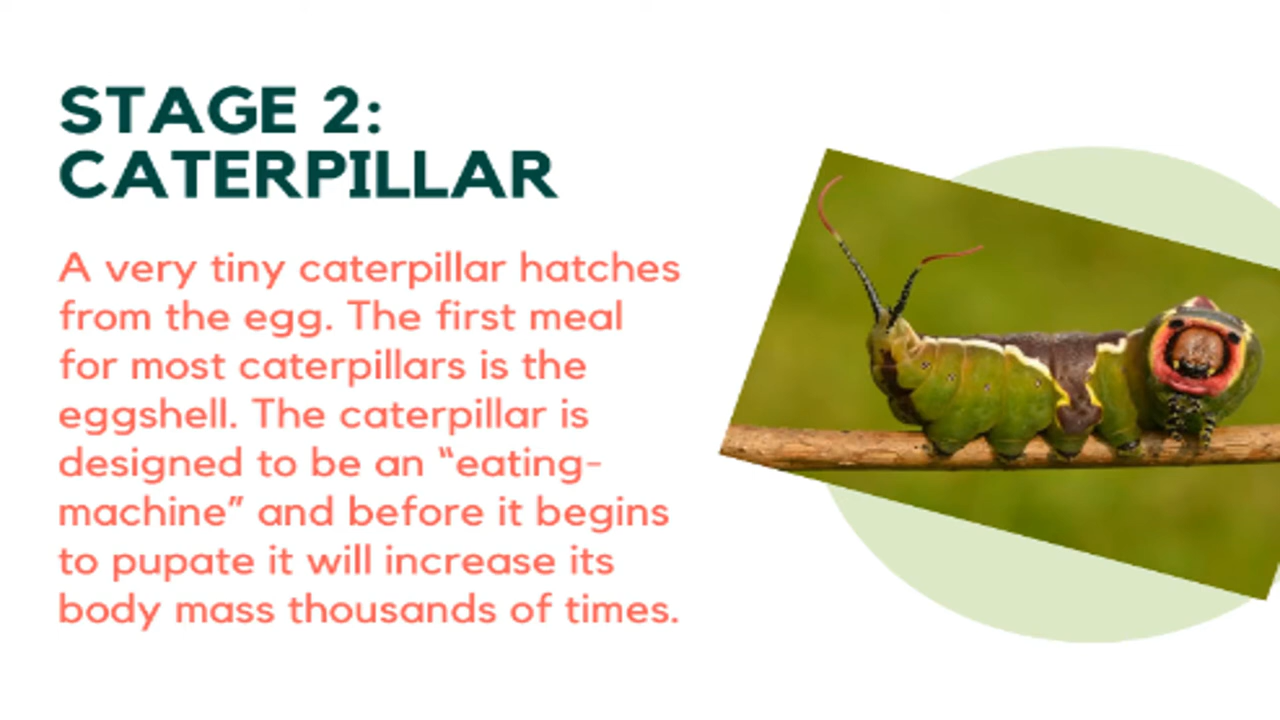 STAGE 2:
CATERPILLAR
A very tiny caterpillar hatches
from the egg. The first meal
for most caterpillars is the
eggshell. The caterpillar is
designed to be an “eating-
machine” and before it begins
to pupate it will increase its
body mass thousands of times.